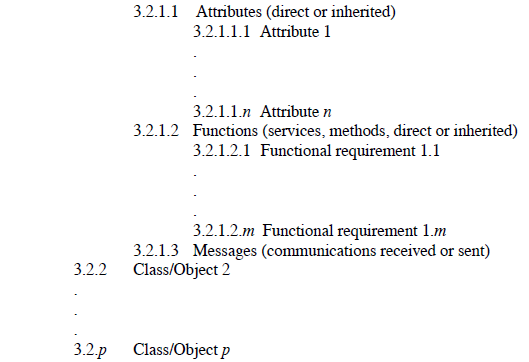 3.2.1.1 Attributes (direct or inherited)
3.2.1.1.1 Attribute 1
.
.
.
3.2.1.1.n Attribute n
3.2.1.2 Functions (services, methods, direct or inherited)
3.2.1.2.1 Functional requirement 1.1
.
.
.
3.2.1.2.m Functional requirement 1.m
3.2.1.3 Messages (communications received or sent)
3.2.2 Class/Object 2
.
.
.
3.2.p Class/Object p